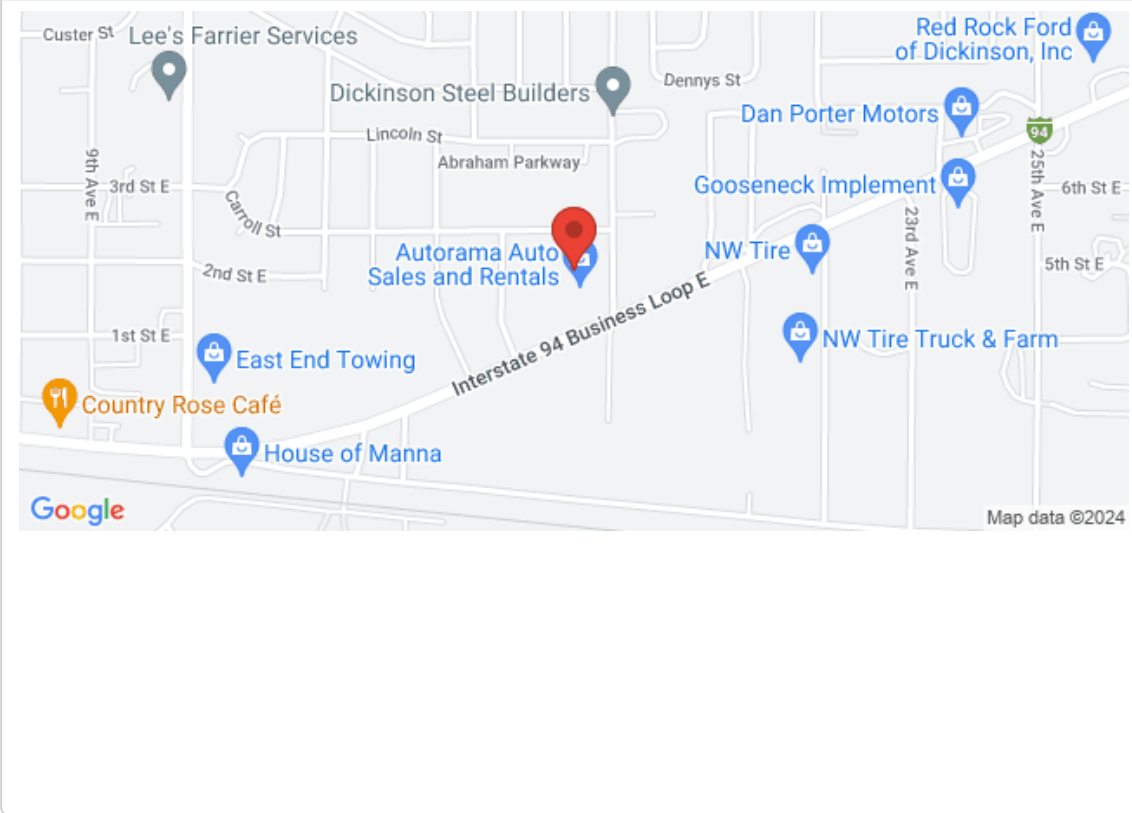 Custer St
Lee's Farrier Services
Red Rock Ford
of Dickinson, Inc
Dennys St
Dickinson Steel Builders
Dan Porter Motors
94
Lincoln St
Abraham Parkway
9th Ave E
25th Ave E
3rd St E
Gooseneck Implement
6th St E
Carroll St
23rd Ave E
Autorama Auto
Sales and Rentals
NW Tire
5th St E
2nd St E
Interstate 94 Business Loop E
1st St E
NW Tire Truck & Farm
East End Towing
Country Rose Café
House of Manna
Google
Map data ©2024